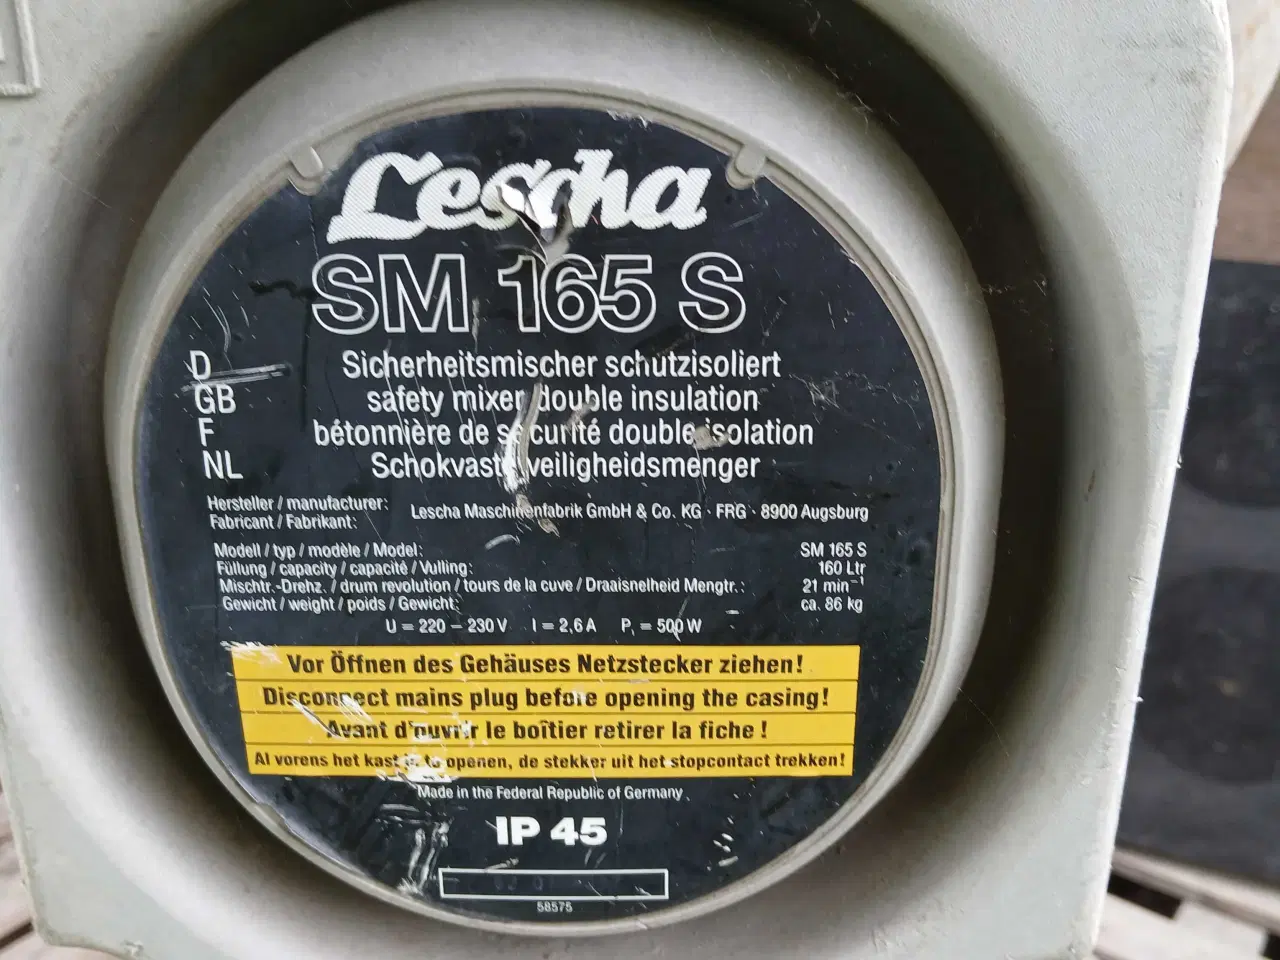 Lescha
SM 165 S
D Sicherheitsmischer schutzisoliert
GB safety mixer double insulation
F bétonnière de sécurité double isolation
NL Schokvast veiligheidsmenger
Hersteller / manufacturer:
Fabricant / Fabrikant: Lescha Maschinenfabrik GmbH & Co. KG · FRG · 8900 Augsburg
Modell / typ / modèle / Model: SM 165 S
Füllung / capacity / capacité / Vulling: 160 Ltr
Mischtr.-Drehz. / drum revolution / tours de la cuve / Draaisnelheid Mengtr.: 21 min⁻¹
Gewicht / weight / poids / Gewicht: ca. 86 kg
U = 220 – 230 V I = 2,6 A P₁ = 500 W
Vor Öffnen des Gehäuses Netzstecker ziehen!
Disconnect mains plug before opening the casing!
Avant d'ouvrir le boîtier retirer la fiche !
Al vorens het kast te openen, de stekker uit het stopcontact trekken!
Made in the Federal Republic of Germany
IP 45
58575